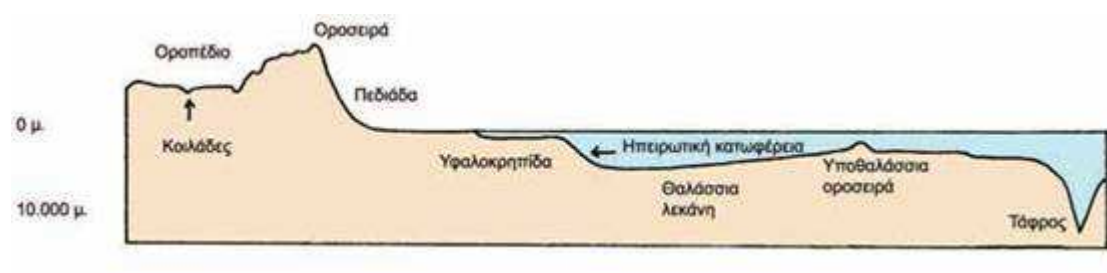 Οροσειρά
Οροπέδιο
Πεδιάδα
0 μ.
Κοιλάδες
Υφαλοκρηπίδα
Ηπειρωτική κατωφέρεια
Υποθαλάσσια
οροσειρά
Θαλάσσια
λεκάνη
10.000 μ.
Τάφρος